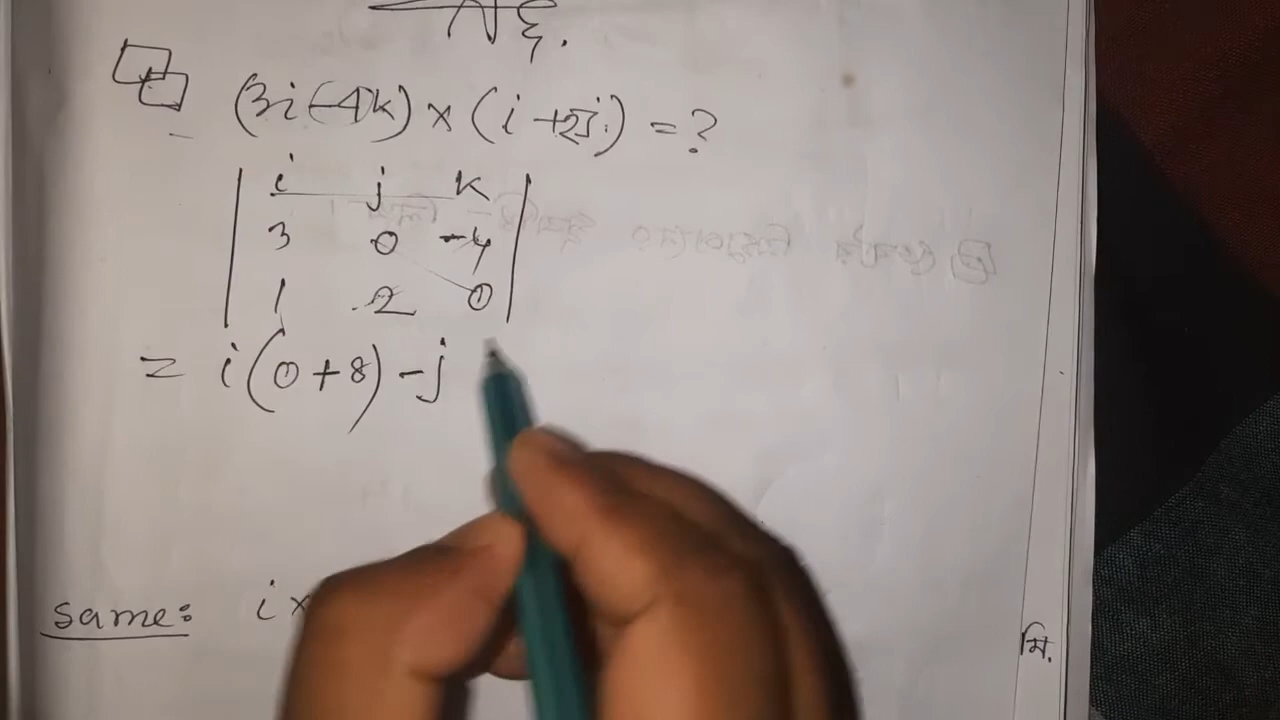 (3i-4k) × (i+2j) = ?
i j k
3 0 -4
1 2 0
= i(0+8) -j
same: i×
মি.